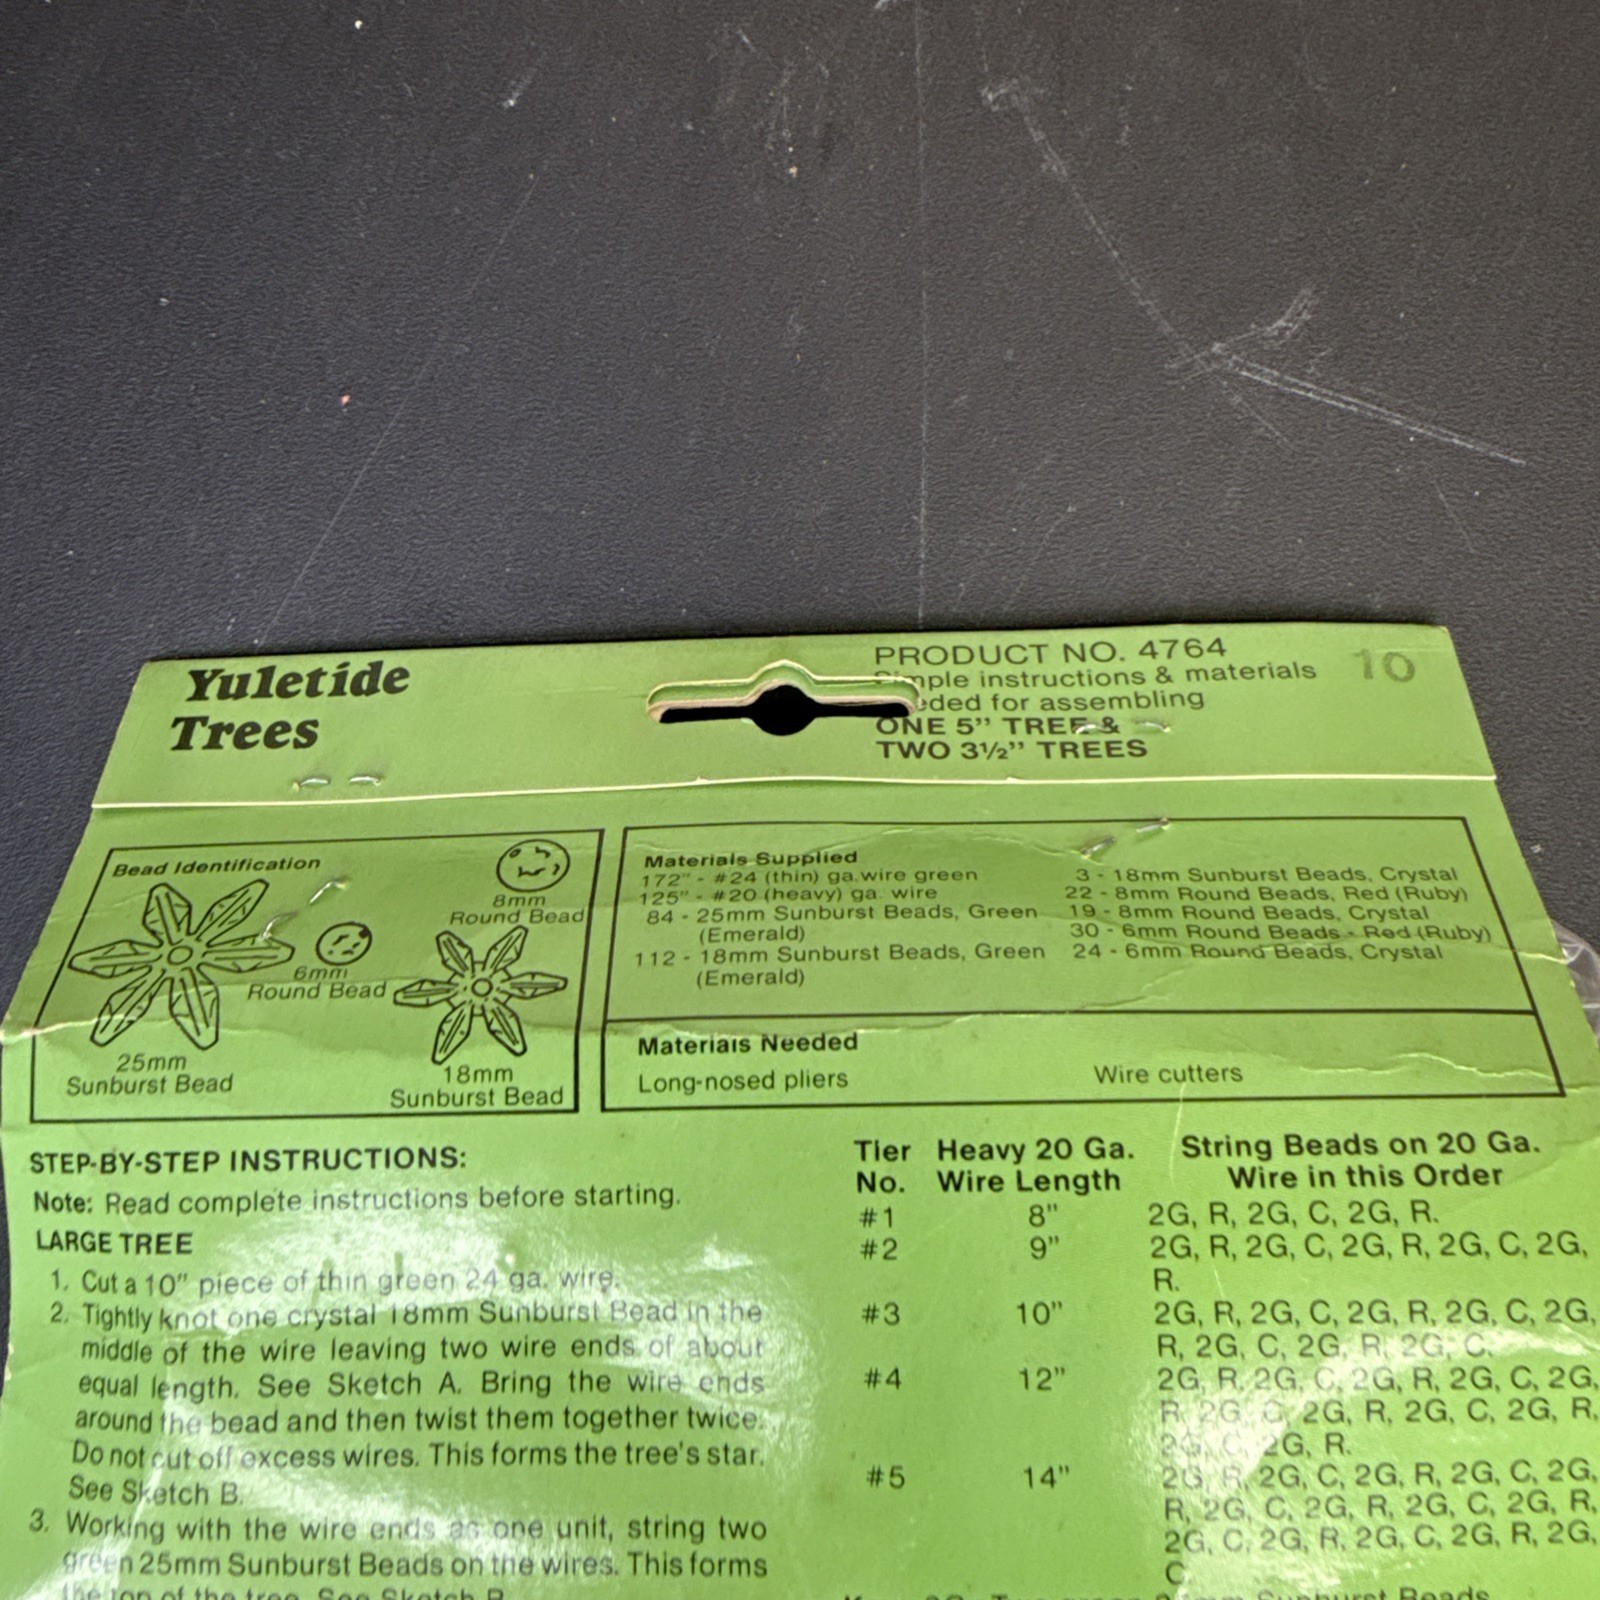 Yuletide
Trees
PRODUCT NO. 4764
10
Simple instructions & materials
needed for assembling
ONE 5" TREE &
TWO 3½" TREES
Bead Identification
8mm
Round Bead
6mm
Round Bead
25mm
Sunburst Bead
18mm
Sunburst Bead
Materials Supplied
172" - #24 (thin) ga. wire green
125" - #20 (heavy) ga. wire
84 - 25mm Sunburst Beads, Green
(Emerald)
112 - 18mm Sunburst Beads, Green
(Emerald)
3 - 18mm Sunburst Beads, Crystal
22 - 8mm Round Beads, Red (Ruby)
19 - 8mm Round Beads, Crystal
30 - 6mm Round Beads - Red (Ruby)
24 - 6mm Round Beads, Crystal
Materials Needed
Long-nosed pliers
Wire cutters
STEP-BY-STEP INSTRUCTIONS:
Note: Read complete instructions before starting.
LARGE TREE
1. Cut a 10" piece of thin green 24 ga. wire.
2. Tightly knot one crystal 18mm Sunburst Bead in the
middle of the wire leaving two wire ends of about
equal length. See Sketch A. Bring the wire ends
around the bead and then twist them together twice.
Do not cut off excess wires. This forms the tree's star.
See Sketch B.
3. Working with the wire ends as one unit, string two
green 25mm Sunburst Beads on the wires. This forms
the top of the tree. See Sketch B.
Tier Heavy 20 Ga. String Beads on 20 Ga.
No. Wire Length Wire in this Order
#1 8" 2G, R, 2G, C, 2G, R.
#2 9" 2G, R, 2G, C, 2G, R, 2G, C, 2G,
R.
#3 10" 2G, R, 2G, C, 2G, R, 2G, C, 2G,
R, 2G, C, 2G, R, 2G, C.
#4 12" 2G, R, 2G, C, 2G, R, 2G, C, 2G,
R, 2G, C, 2G, R, 2G, C, 2G, R,
2G, C, 2G, R.
#5 14" 2G, R, 2G, C, 2G, R, 2G, C, 2G,
R, 2G, C, 2G, R, 2G, C, 2G, R,
2G, C, 2G, R, 2G, C, 2G, R, 2G,
C
Sunburst Beads